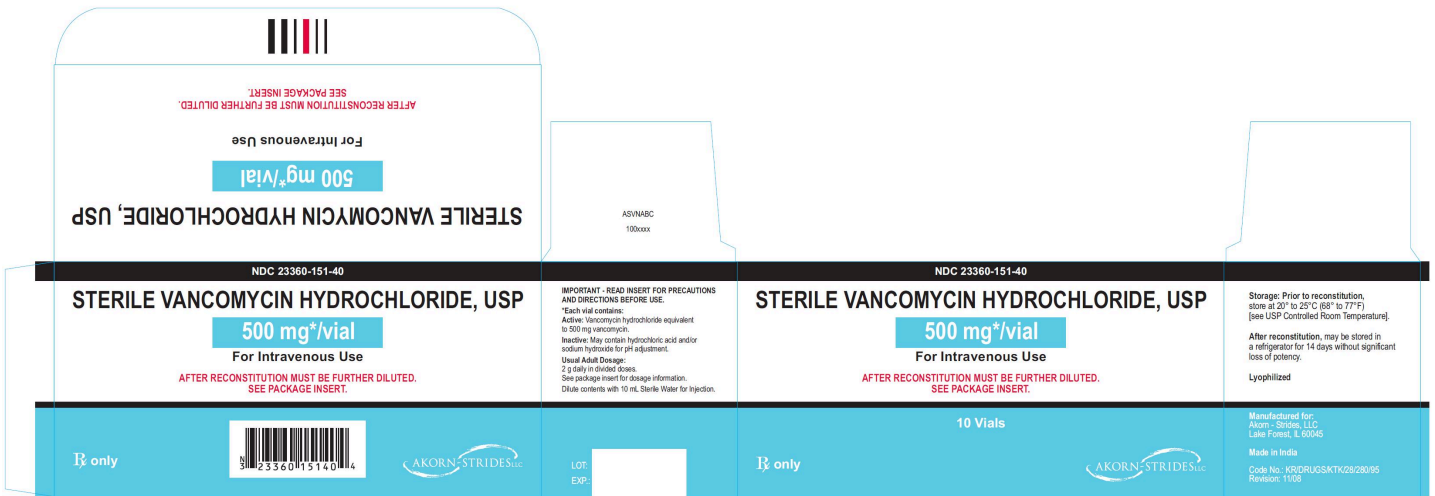 AFTER RECONSTITUTION MUST BE FURTHER DILUTED.
SEE PACKAGE INSERT.
For Intravenous Use
500 mg*/vial
STERILE VANCOMYCIN HYDROCHLORIDE, USP
ASVNABC
100xxxx
NDC 23360-151-40
STERILE VANCOMYCIN HYDROCHLORIDE, USP
500 mg*/vial
For Intravenous Use
AFTER RECONSTITUTION MUST BE FURTHER DILUTED.
SEE PACKAGE INSERT.
℞ only
N
3 23360 15140 4
AKORN-STRIDES LLC
IMPORTANT - READ INSERT FOR PRECAUTIONS
AND DIRECTIONS BEFORE USE.
*Each vial contains:
Active: Vancomycin hydrochloride equivalent
to 500 mg vancomycin.
Inactive: May contain hydrochloric acid and/or
sodium hydroxide for pH adjustment.
Usual Adult Dosage:
2 g daily in divided doses.
See package insert for dosage information.
Dilute contents with 10 mL Sterile Water for Injection.
LOT:
EXP.:
NDC 23360-151-40
STERILE VANCOMYCIN HYDROCHLORIDE, USP
500 mg*/vial
For Intravenous Use
AFTER RECONSTITUTION MUST BE FURTHER DILUTED.
SEE PACKAGE INSERT.
10 Vials
℞ only
AKORN-STRIDES LLC
Storage: Prior to reconstitution,
store at 20° to 25°C (68° to 77°F)
[see USP Controlled Room Temperature].
After reconstitution, may be stored in
a refrigerator for 14 days without significant
loss of potency.
Lyophilized
Manufactured for:
Akorn - Strides, LLC
Lake Forest, IL 60045
Made in India
Code No.: KR/DRUGS/KTK/28/280/95
Revision: 11/08